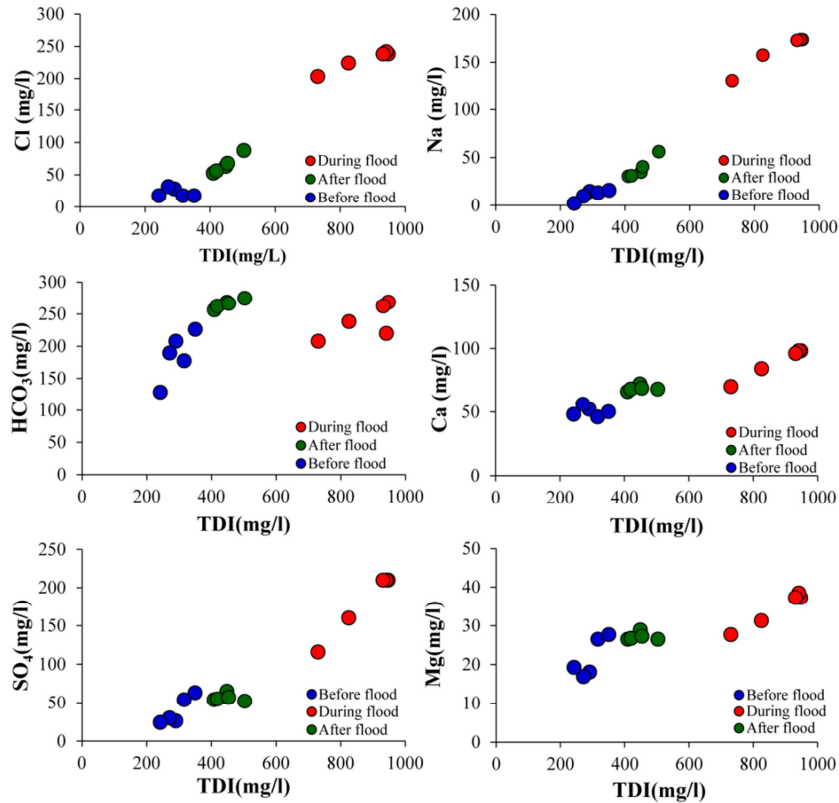 300
250
200
150
100
50
0
Cl (mg/l)
0 200 400 600 800 1000
TDI(mg/L)
During flood
After flood
Before flood
200
150
100
50
0
Na (mg/l)
0 200 400 600 800 1000
TDI(mg/l)
During flood
After flood
Before flood
300
250
200
150
100
50
0
HCO3(mg/l)
0 200 400 600 800 1000
TDI(mg/l)
During flood
After flood
Before flood
150
100
50
0
Ca (mg/l)
0 200 400 600 800 1000
TDI(mg/l)
During flood
After flood
Before flood
250
200
150
100
50
0
SO4(mg/l)
0 200 400 600 800 1000
TDI(mg/l)
Before flood
During flood
After flood
50
40
30
20
10
0
Mg(mg/l)
0 200 400 600 800 1000
TDI(mg/l)
Before flood
During flood
After flood